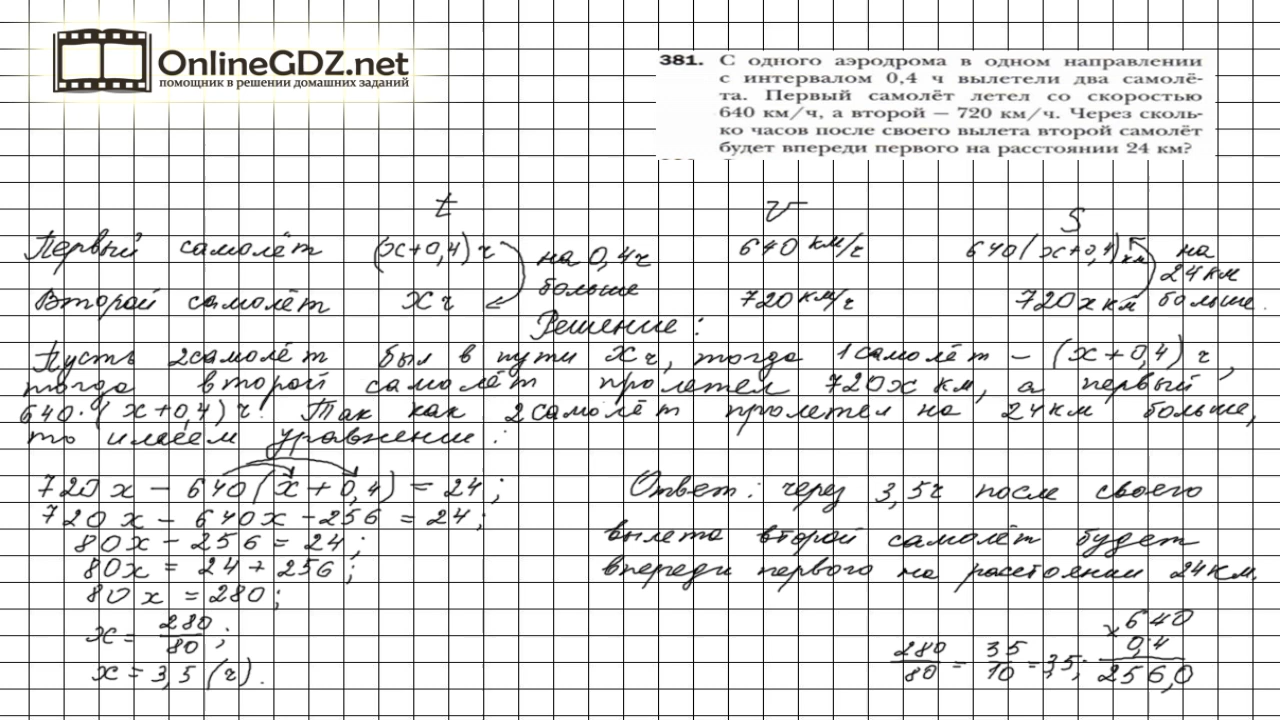 OnlineGDZ.net
помощник в решении домашних заданий
381. С одного аэродрома в одном направлении
с интервалом 0,4 ч вылетели два самолё-
та. Первый самолёт летел со скоростью
640 км/ч, а второй — 720 км/ч. Через сколь-
ко часов после своего вылета второй самолёт
будет впереди первого на расстоянии 24 км?
t V S
Первый самолёт (x+0,4) ч на 0,4ч больше 640 км/ч 640(x+0,4) км на 24 км больше.
Второй самолёт x ч 720 км/ч 720x км
Решение:
Пусть 2 самолёт был в пути x ч, тогда 1 самолёт – (x+0,4) ч,
тогда второй самолёт пролетел 720x км, а первый
640·(x+0,4) ч. Так как 2 самолёт пролетел на 24 км больше,
то имеем уравнение:
720x – 640(x+0,4) = 24;
720x – 640x – 256 = 24;
80x – 256 = 24;
80x = 24 + 256;
80x = 280;
x = 280/80;
x = 3,5 (ч).
Ответ: через 3,5ч после своего
вылета второй самолёт будет
впереди первого на расстоянии 24 км.
280/80 = 35/10 = 3,5;
×640
0,4
256,0